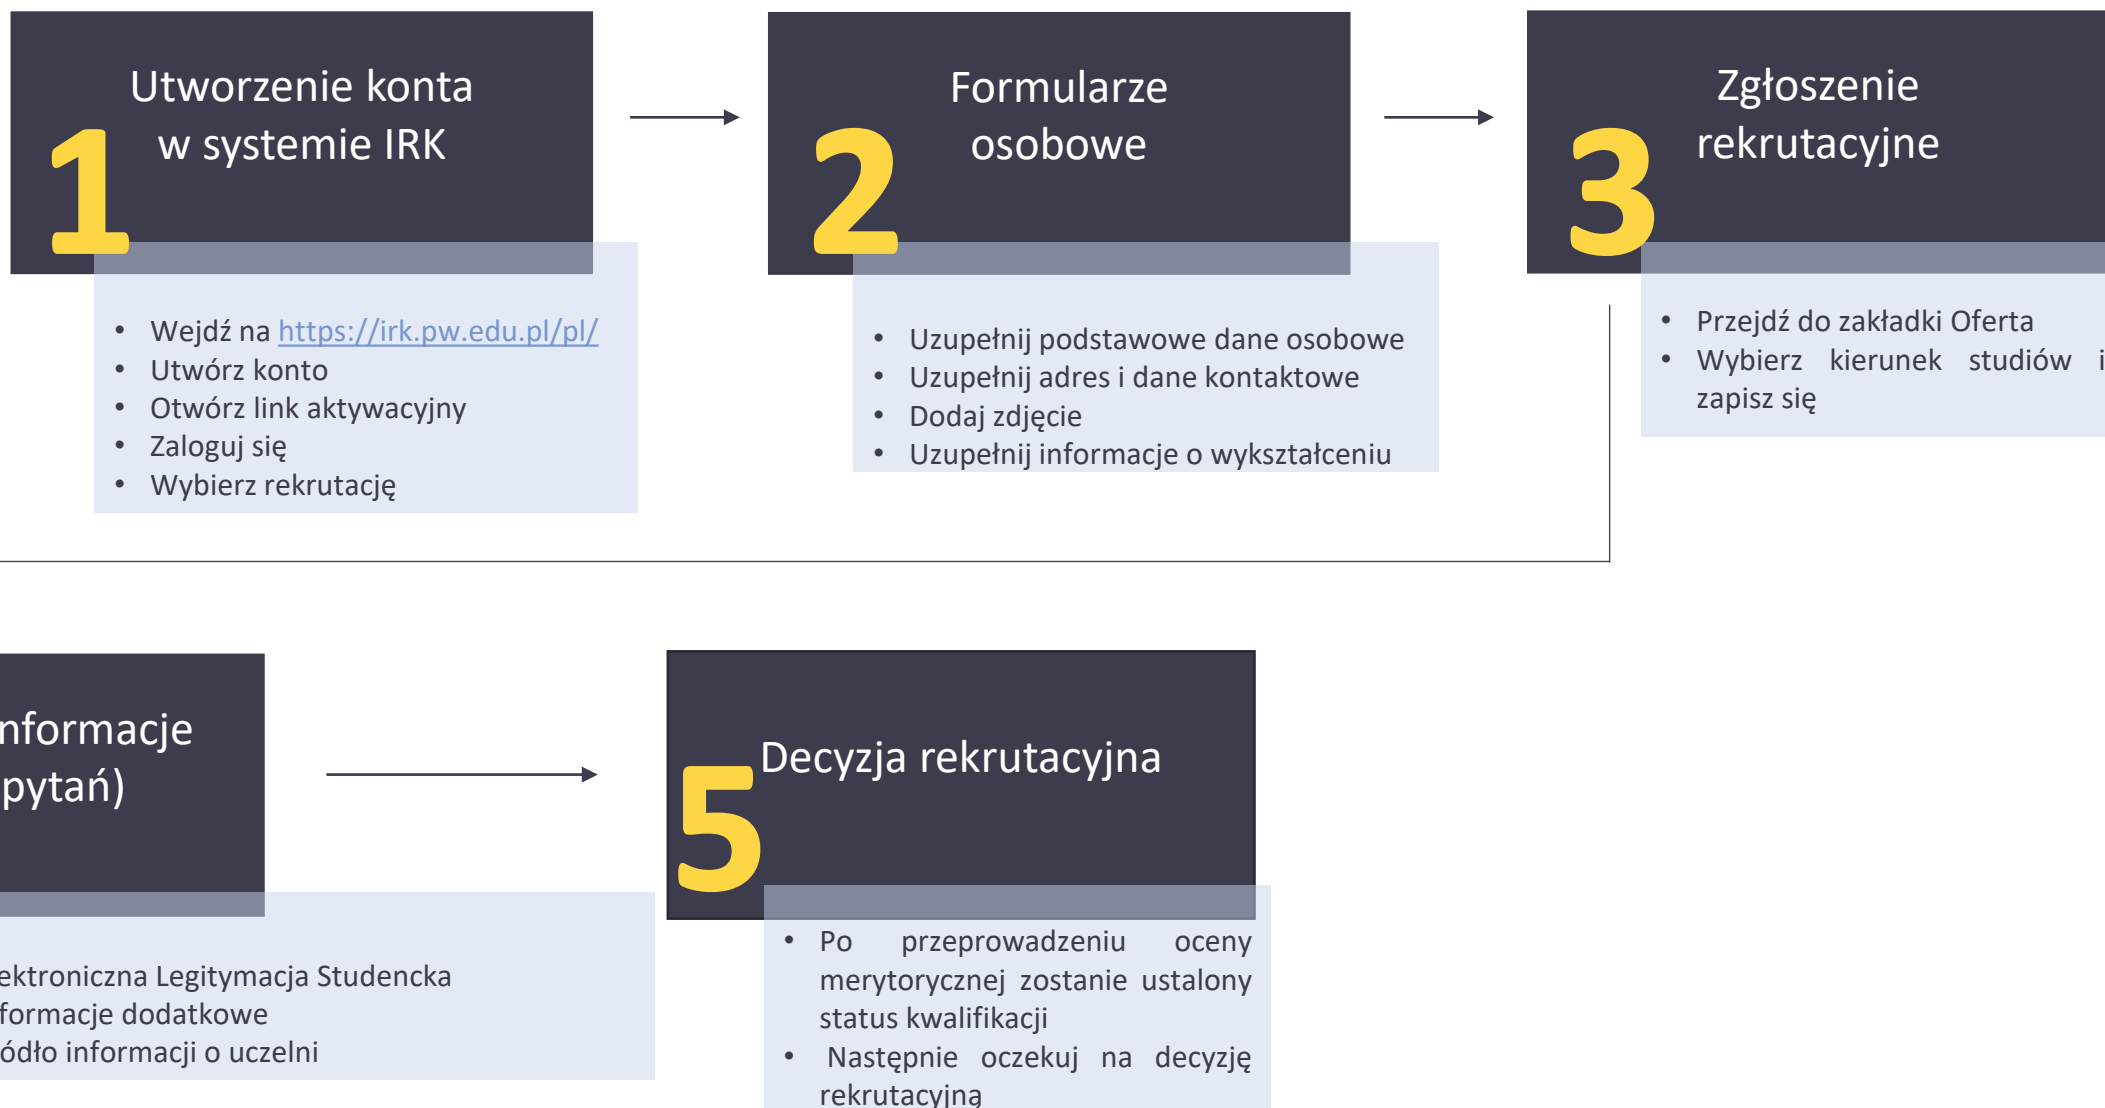 1
Utworzenie konta
w systemie IRK
• Wejdź na https://irk.pw.edu.pl/pl/
• Utwórz konto
• Otwórz link aktywacyjny
• Zaloguj się
• Wybierz rekrutację
2
Formularze
osobowe
• Uzupełnij podstawowe dane osobowe
• Uzupełnij adres i dane kontaktowe
• Dodaj zdjęcie
• Uzupełnij informacje o wykształceniu
3
Zgłoszenie
rekrutacyjne
• Przejdź do zakładki Oferta
• Wybierz kierunek studiów i
zapisz się
nformacje
pytań)
ektroniczna Legitymacja Studencka
formacje dodatkowe
ódło informacji o uczelni
5
Decyzja rekrutacyjna
• Po przeprowadzeniu oceny
merytorycznej zostanie ustalony
status kwalifikacji
• Następnie oczekuj na decyzję
rekrutacyjną